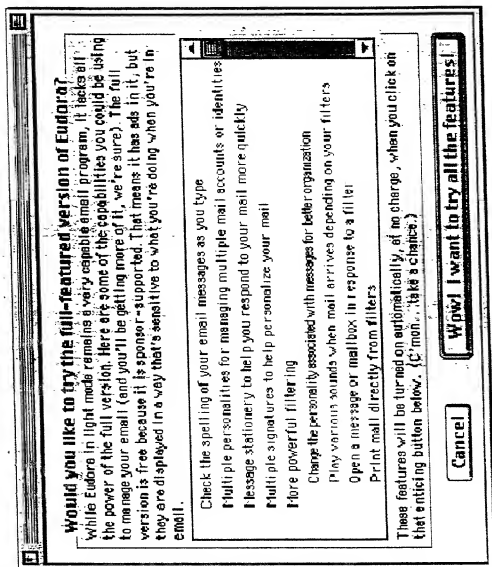 Would you like to try the full-featured version of Eudora?
While Eudora in light mode remains a very capable email program, it lacks all
the power of the full version. Here are some of the capabilities you could be using
to manage your email (and you'll be getting more of it, we're sure). The full
version is free because it is sponsor-supported. That means it has ads in it, but
they are displayed in a way that's sensitive to what you're doing when you're in
email.
Check the spelling of your email messages as you type
Multiple personalities for managing multiple mail accounts or identities
Message stationery to help you respond to your mail more quickly
Multiple signatures to help personalize your mail
More powerful filtering
Change the personality associated with messages for better organization
Play various sounds when mail arrives depending on your filters
Open a message or mailbox in response to a filter
Print mail directly from filters
These features will be turned on automatically, at no charge, when you click on
that enticing button below. (C'mon... take a chance.)
Cancel
Wow! I want to try all the features!